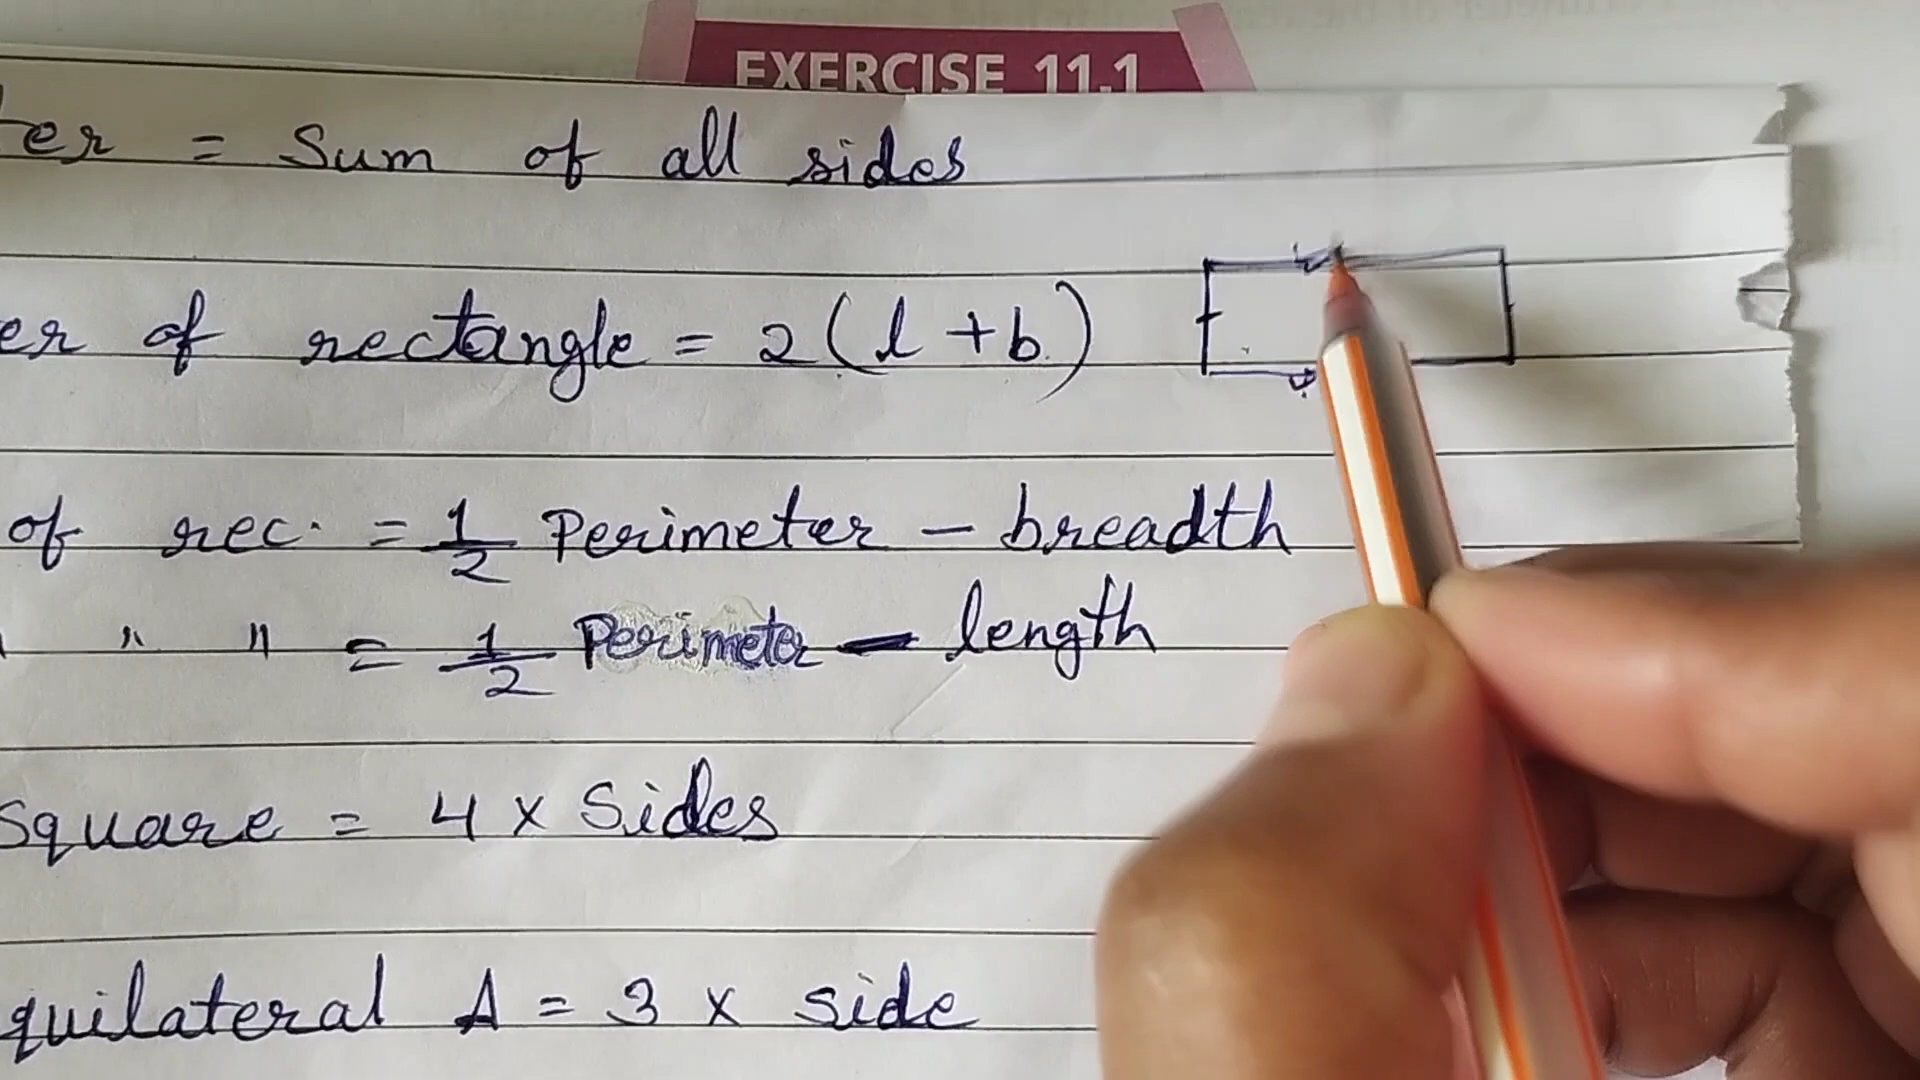 EXERCISE 11.1
ter = Sum of all sides
er of rectangle = 2(l + b)
of rec. = 1/2 Perimeter - breadth
" " = 1/2 Perimeter - length
Square = 4 x Sides
quilateral Δ = 3 x side